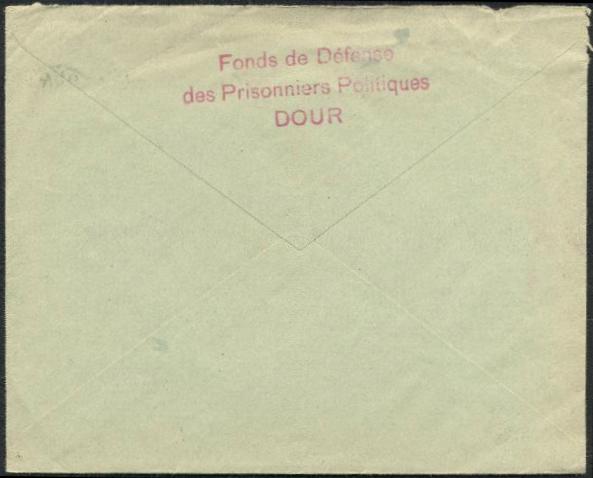 Fonds de Défense
des Prisonniers Politiques
DOUR